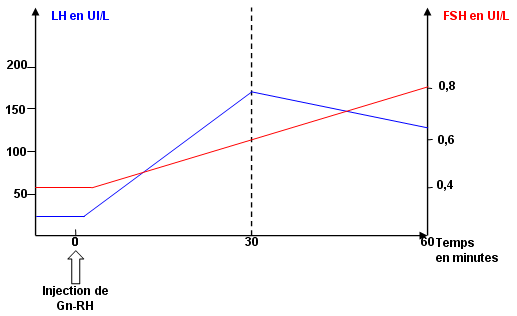 LH en UI/L
FSH en UI/L
200
150
100
50
0,8
0,6
0,4
0
30
60
Temps
en minutes
Injection de
Gn-RH